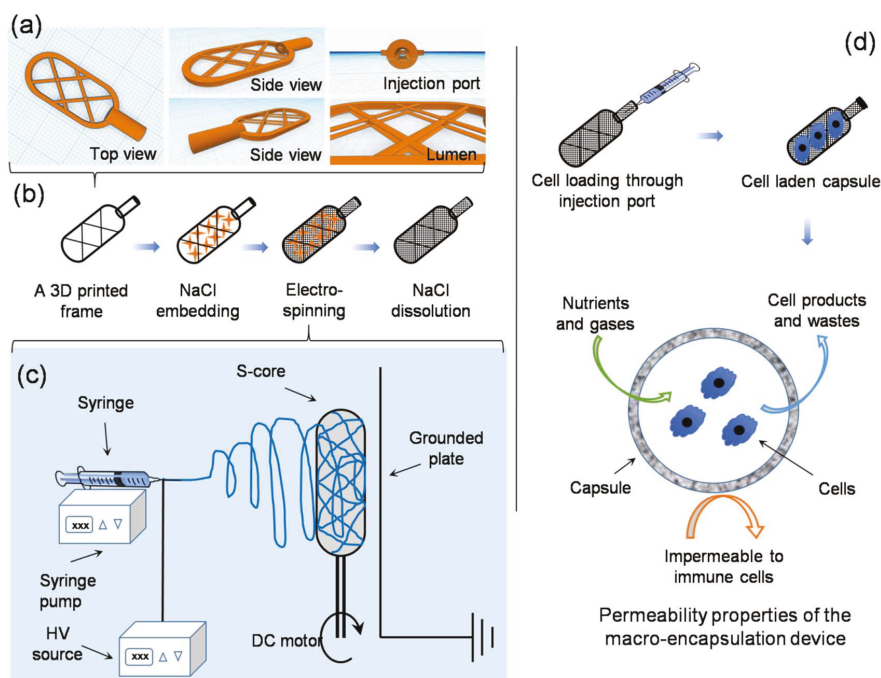 (a)
Top view
Side view
Side view
Injection port
Lumen
(b)
A 3D printed
frame
NaCl
embedding
Electro-
spinning
NaCl
dissolution
(c)
Syringe
xxx
Syringe
pump
HV
source
xxx
S-core
Grounded
plate
DC motor
(d)
Cell loading through
injection port
Cell laden capsule
Nutrients
and gases
Cell products
and wastes
Capsule
Cells
Impermeable to
immune cells
Permeability properties of the
macro-encapsulation device